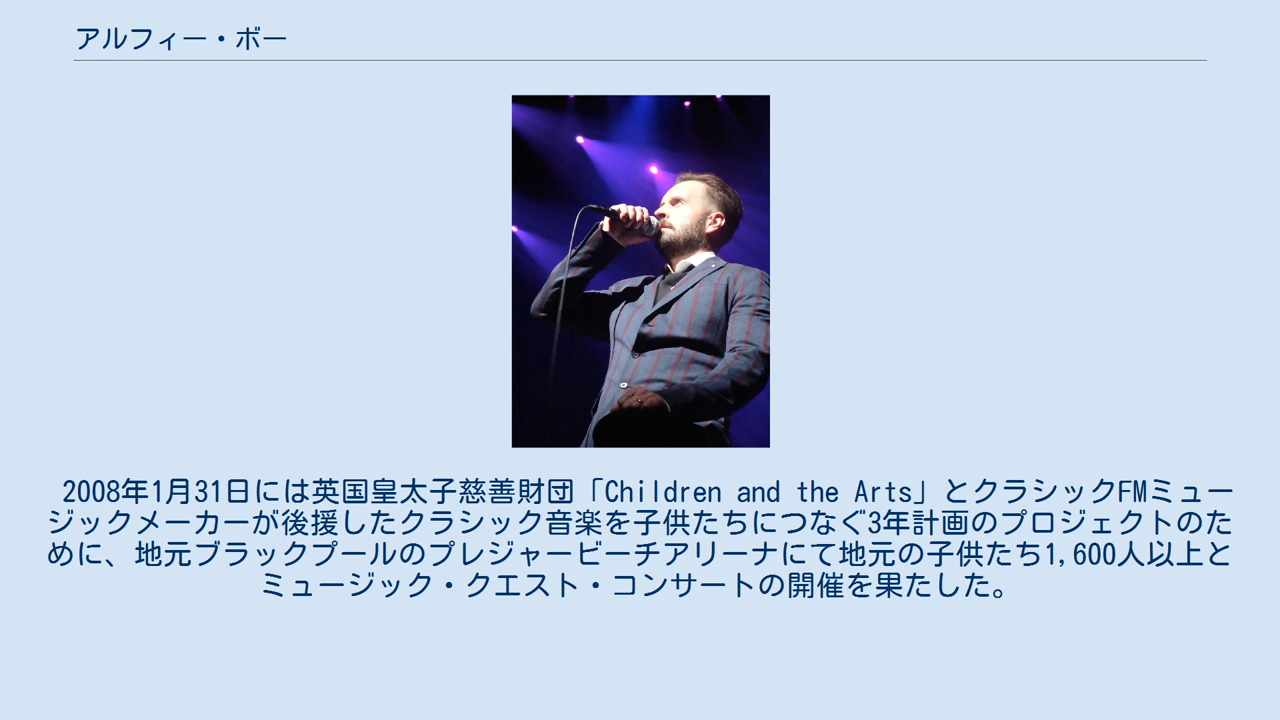 アルフィー・ボー
2008年1月31日には英国皇太子慈善財団「Children and the Arts」とクラシックFMミュー
ジックメーカーが後援したクラシック音楽を子供たちにつなぐ3年計画のプロジェクトのた
めに、地元ブラックプールのプレジャービーチアリーナにて地元の子供たち1,600人以上と
ミュージック・クエスト・コンサートの開催を果たした。